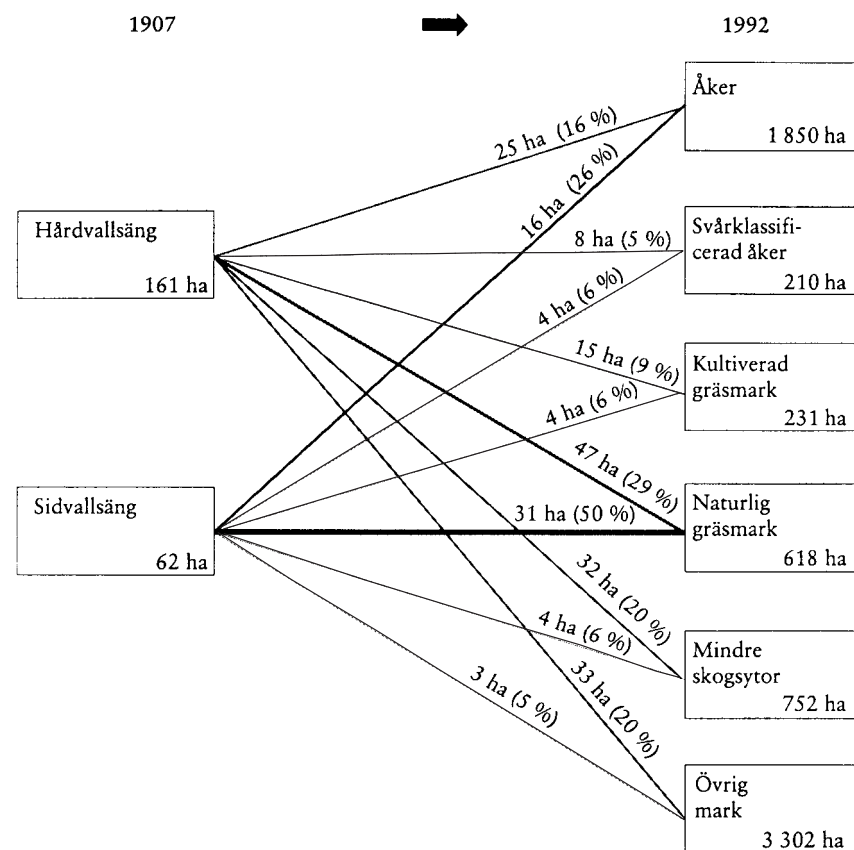 1907
1992
Åker
1 850 ha
25 ha (16 %)
16 ha (26 %)
Hårdvallsäng
161 ha
8 ha (5 %)
Svårklassifi-
cerad åker
210 ha
4 ha (6 %)
15 ha (9 %)
Kultiverad
gräsmark
231 ha
4 ha (6 %)
47 ha (29 %)
Sidvallsäng
62 ha
31 ha (50 %)
Naturlig
gräsmark
618 ha
32 ha (20 %)
4 ha (6 %)
Mindre
skogsytor
752 ha
3 ha (5 %)
33 ha (20 %)
Övrig
mark
3 302 ha